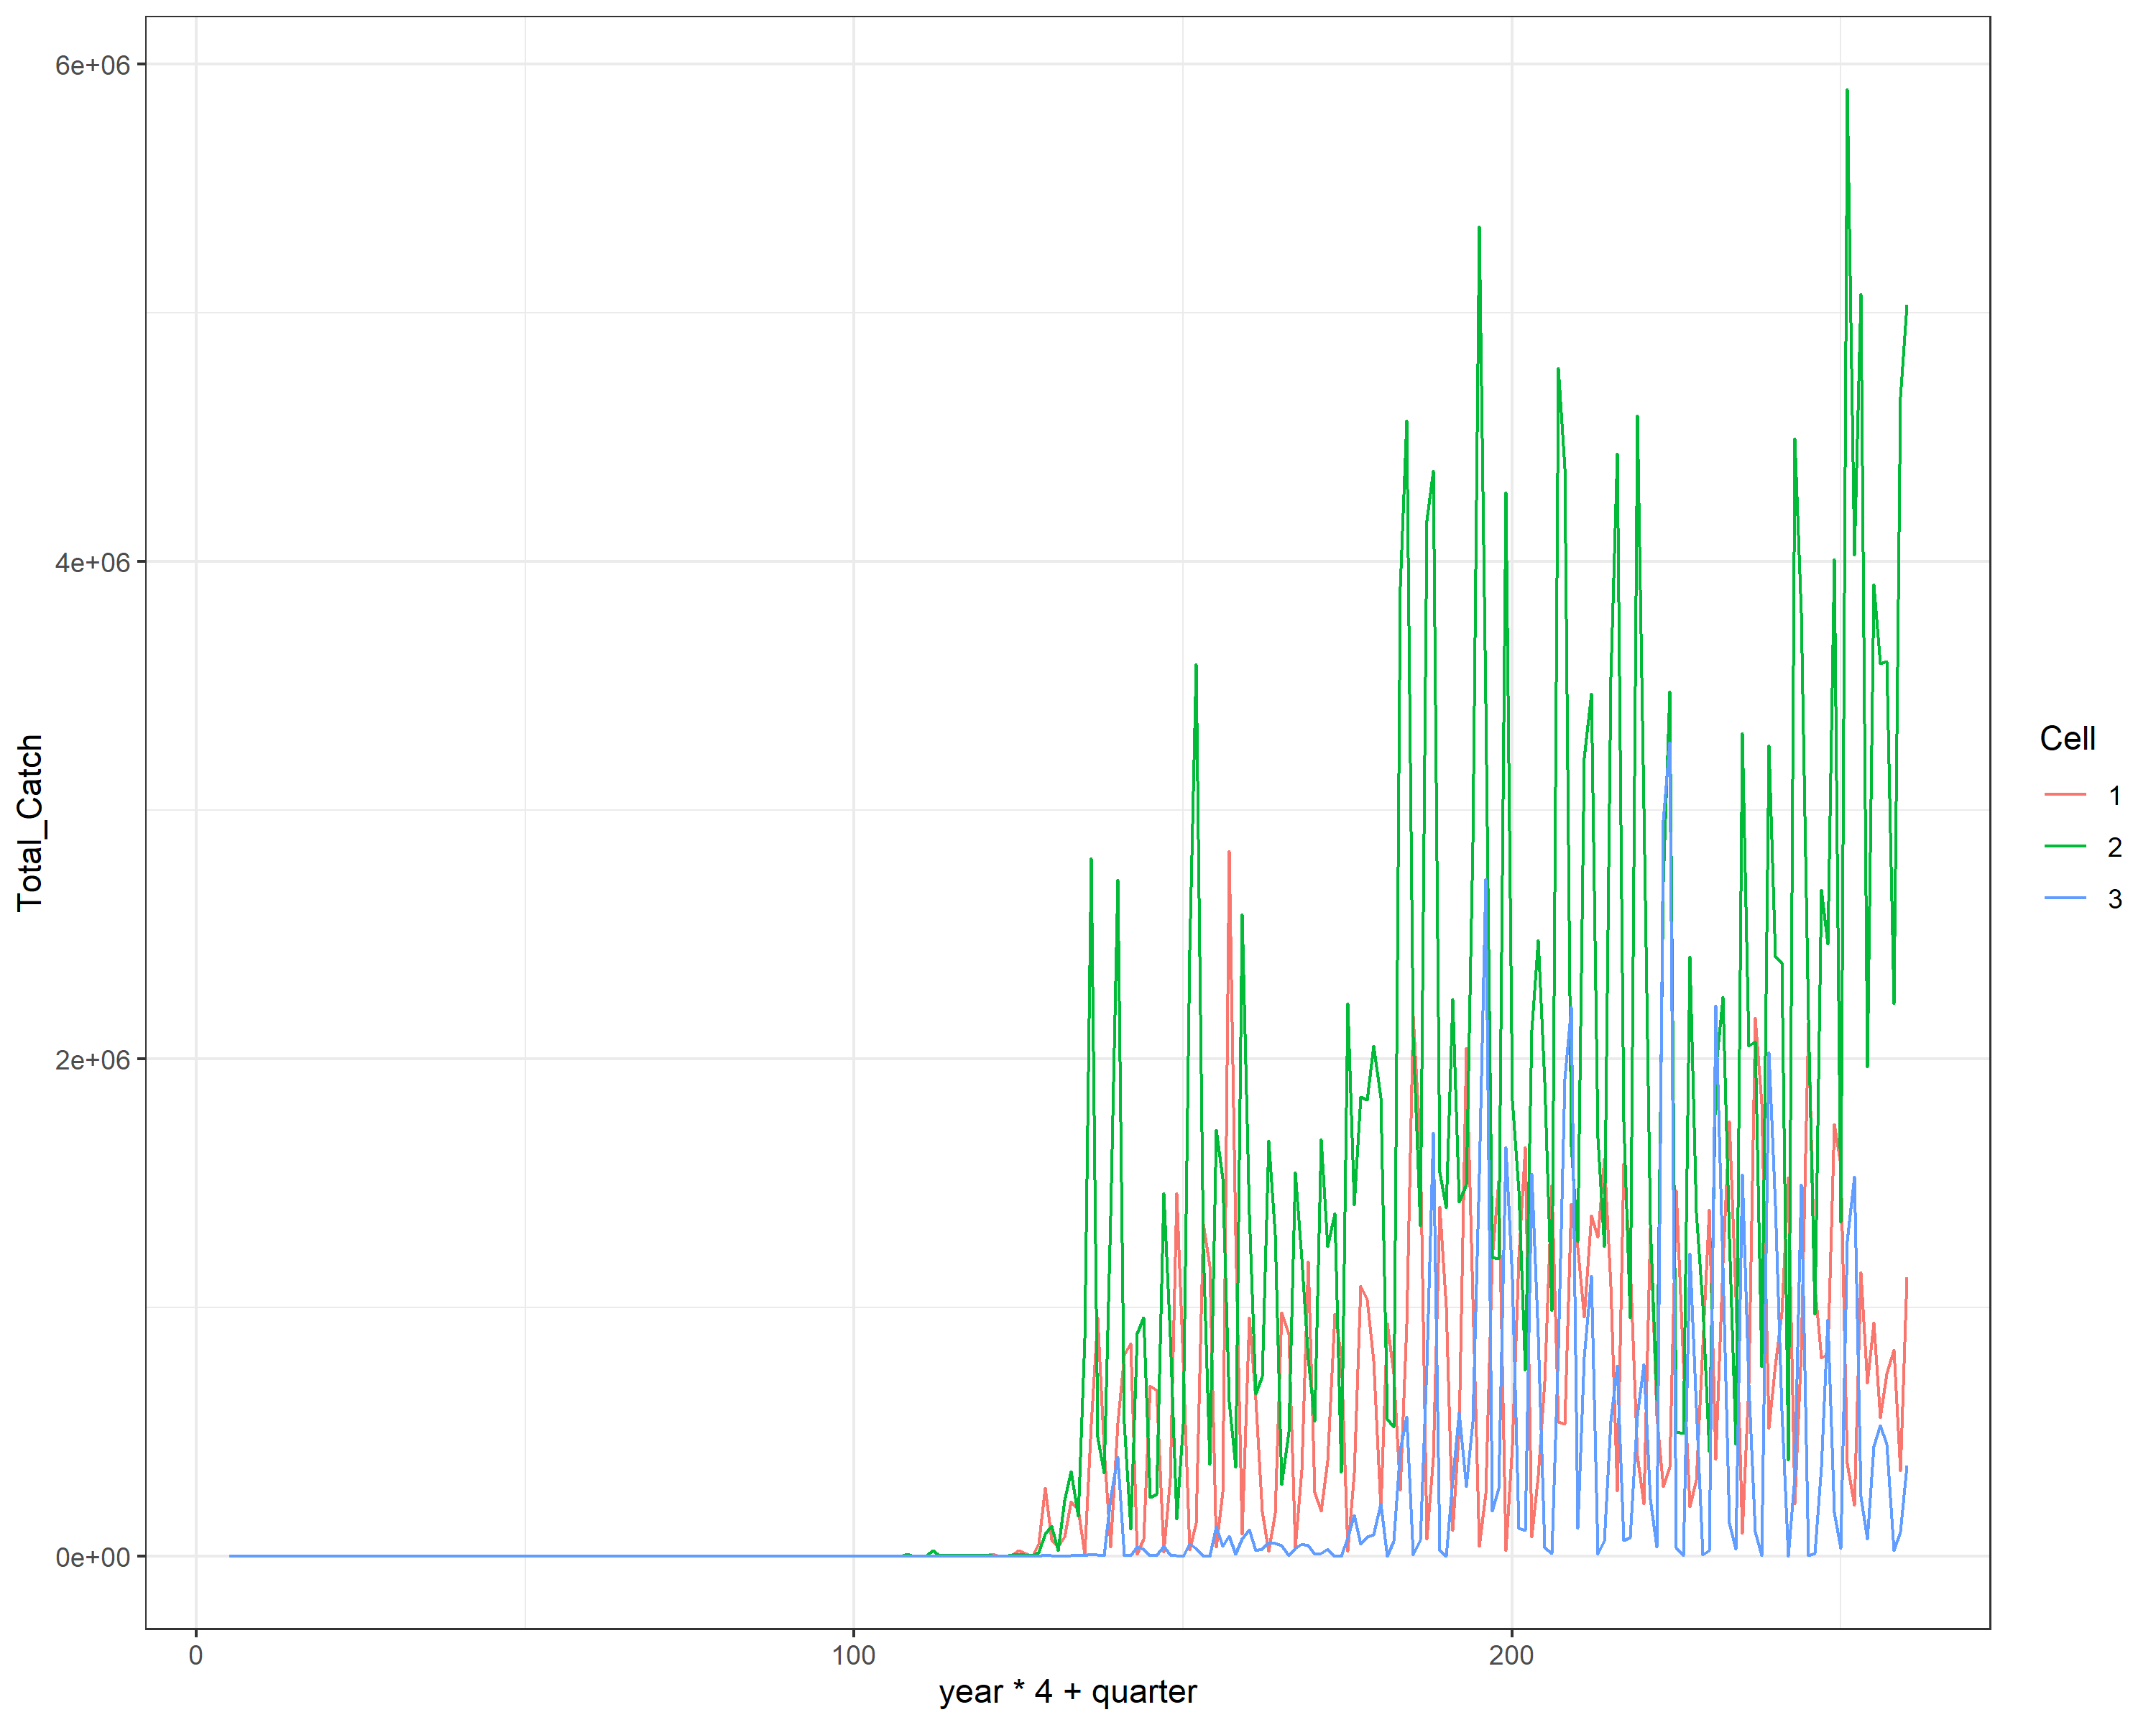 6e+06
4e+06
2e+06
0e+00
Total_Catch
0
100
200
year * 4 + quarter
Cell
1
2
3